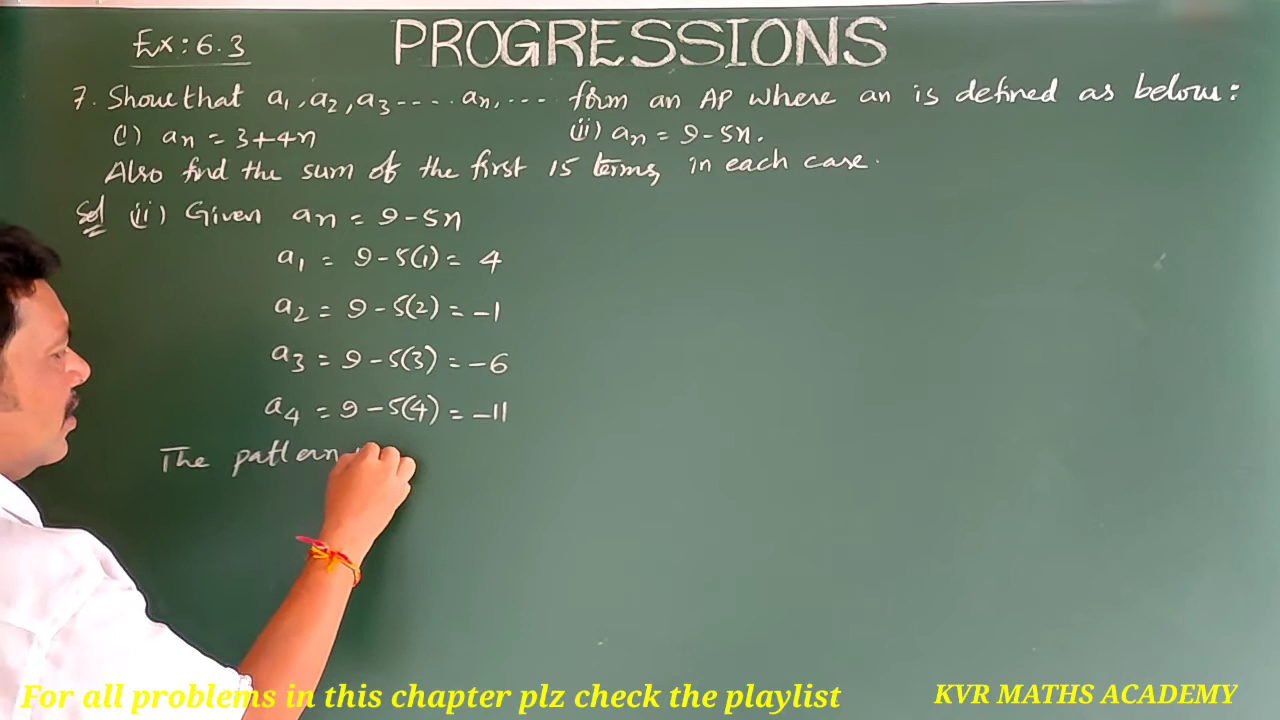 Ex: 6.3
PROGRESSIONS
7. Show that a₁, a₂, a₃ ---- aₙ, --- form an AP where an is defined as below:
(i) aₙ = 3+4n (ii) aₙ = 9-5n.
Also find the sum of the first 15 terms in each case.
Sol (ii) Given aₙ = 9-5n
a₁ = 9-5(1) = 4
a₂ = 9-5(2) = -1
a₃ = 9-5(3) = -6
a₄ = 9-5(4) = -11
The pattern
For all problems in this chapter plz check the playlist
KVR MATHS ACADEMY